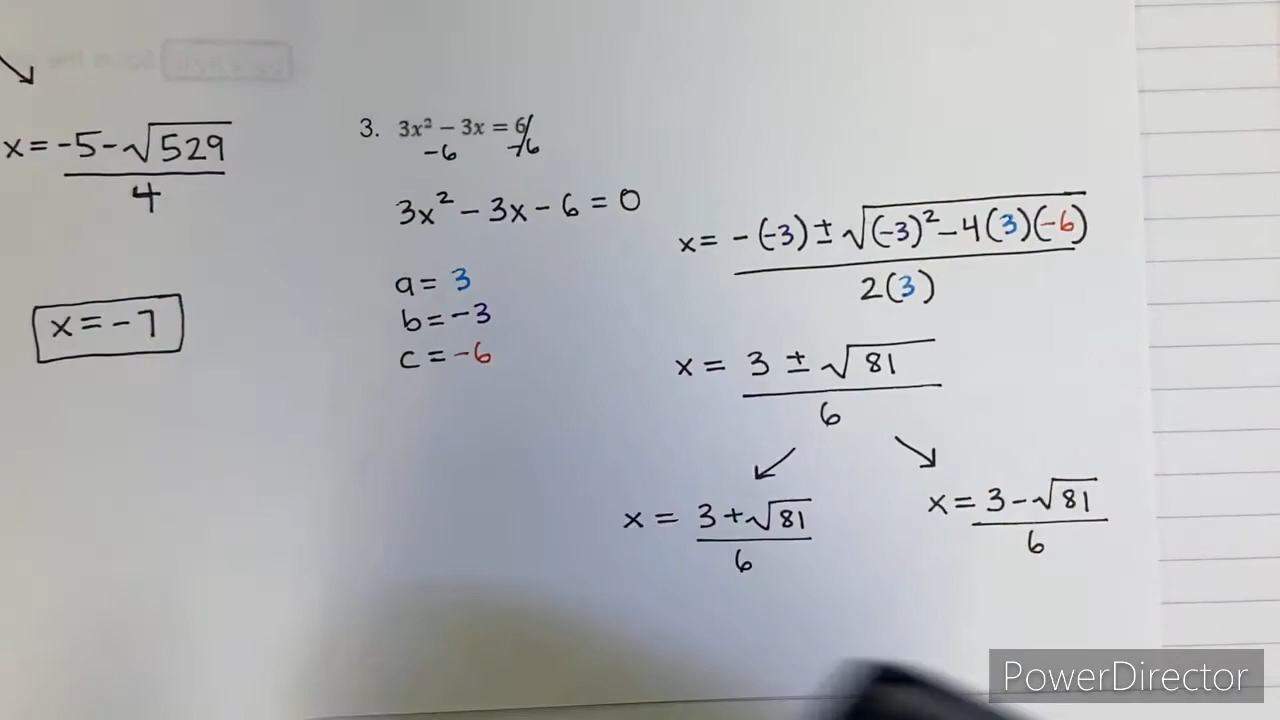 x = -5 - √529
4
x = -7
3. 3x² - 3x = 6
-6 -6
3x² - 3x - 6 = 0
a = 3
b = -3
c = -6
x = -(-3) ± √(-3)² - 4(3)(-6)
2(3)
x = 3 ± √81
6
x = 3 + √81
6
x = 3 - √81
6
PowerDirector